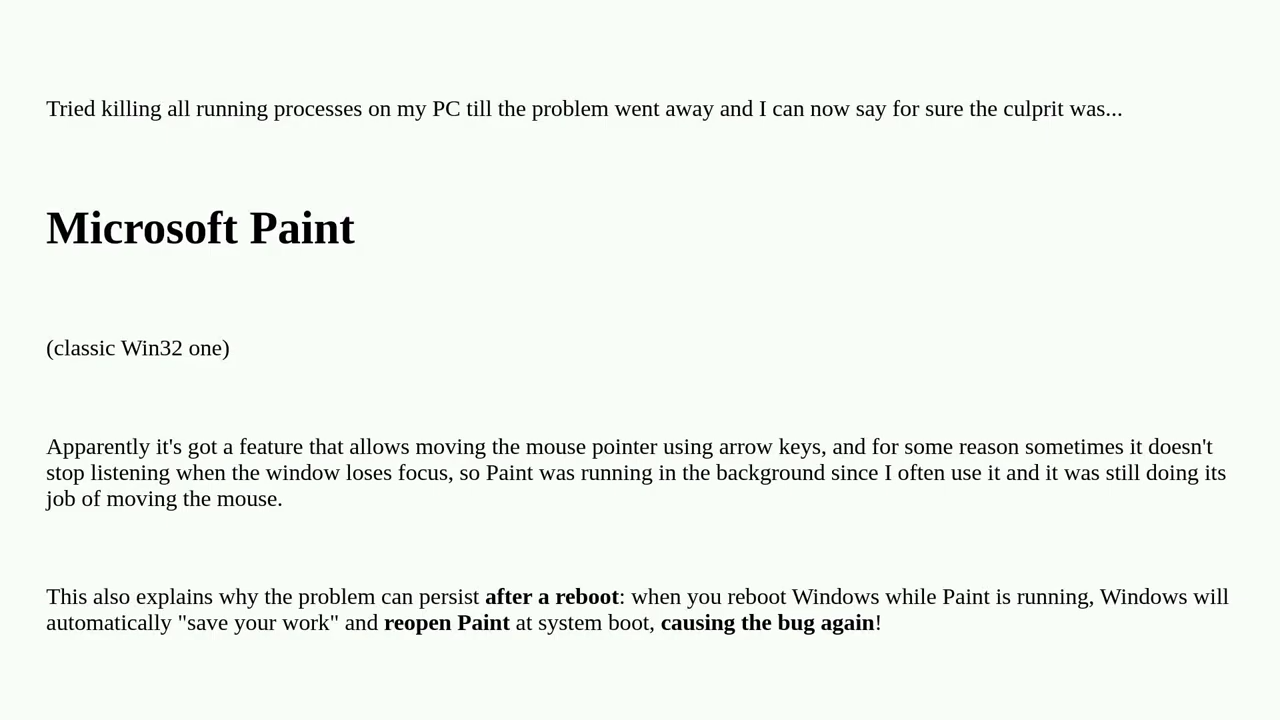 Tried killing all running processes on my PC till the problem went away and I can now say for sure the culprit was...
Microsoft Paint
(classic Win32 one)
Apparently it's got a feature that allows moving the mouse pointer using arrow keys, and for some reason sometimes it doesn't
stop listening when the window loses focus, so Paint was running in the background since I often use it and it was still doing its
job of moving the mouse.
This also explains why the problem can persist after a reboot: when you reboot Windows while Paint is running, Windows will
automatically "save your work" and reopen Paint at system boot, causing the bug again!